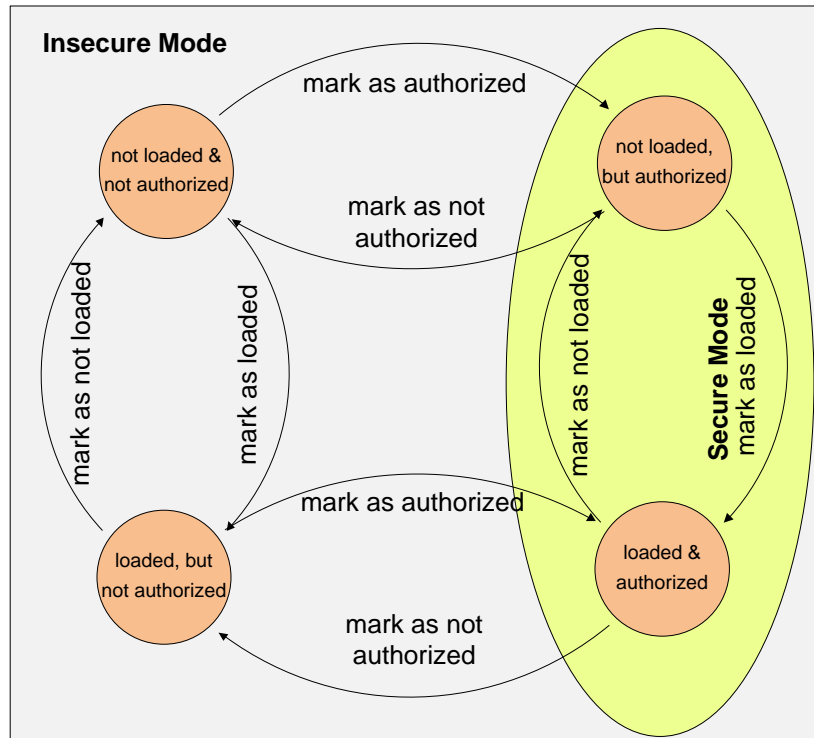 Insecure Mode
mark as authorized
not loaded &
not authorized
not loaded,
but authorized
mark as not
authorized
mark as not loaded
mark as loaded
mark as not loaded
Secure Mode
mark as loaded
mark as authorized
loaded, but
not authorized
loaded &
authorized
mark as not
authorized